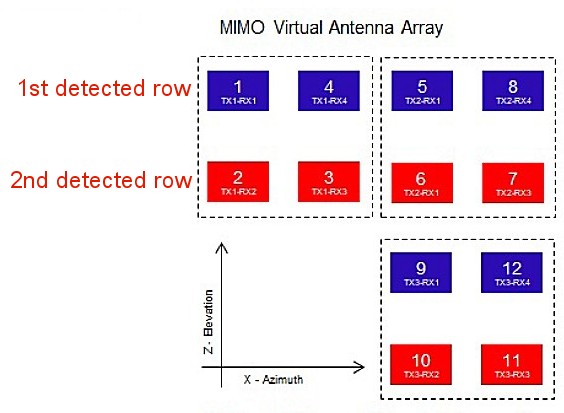 MIMO Virtual Antenna Array
1st detected row
1
TX1-RX1
4
TX1-RX4
5
TX2-RX1
8
TX2-RX4
2nd detected row
2
TX1-RX2
3
TX1-RX3
6
TX2-RX1
7
TX2-RX3
9
TX3-RX1
12
TX3-RX4
10
TX3-RX2
11
TX3-RX3
Z - Elevation
X - Azimuth